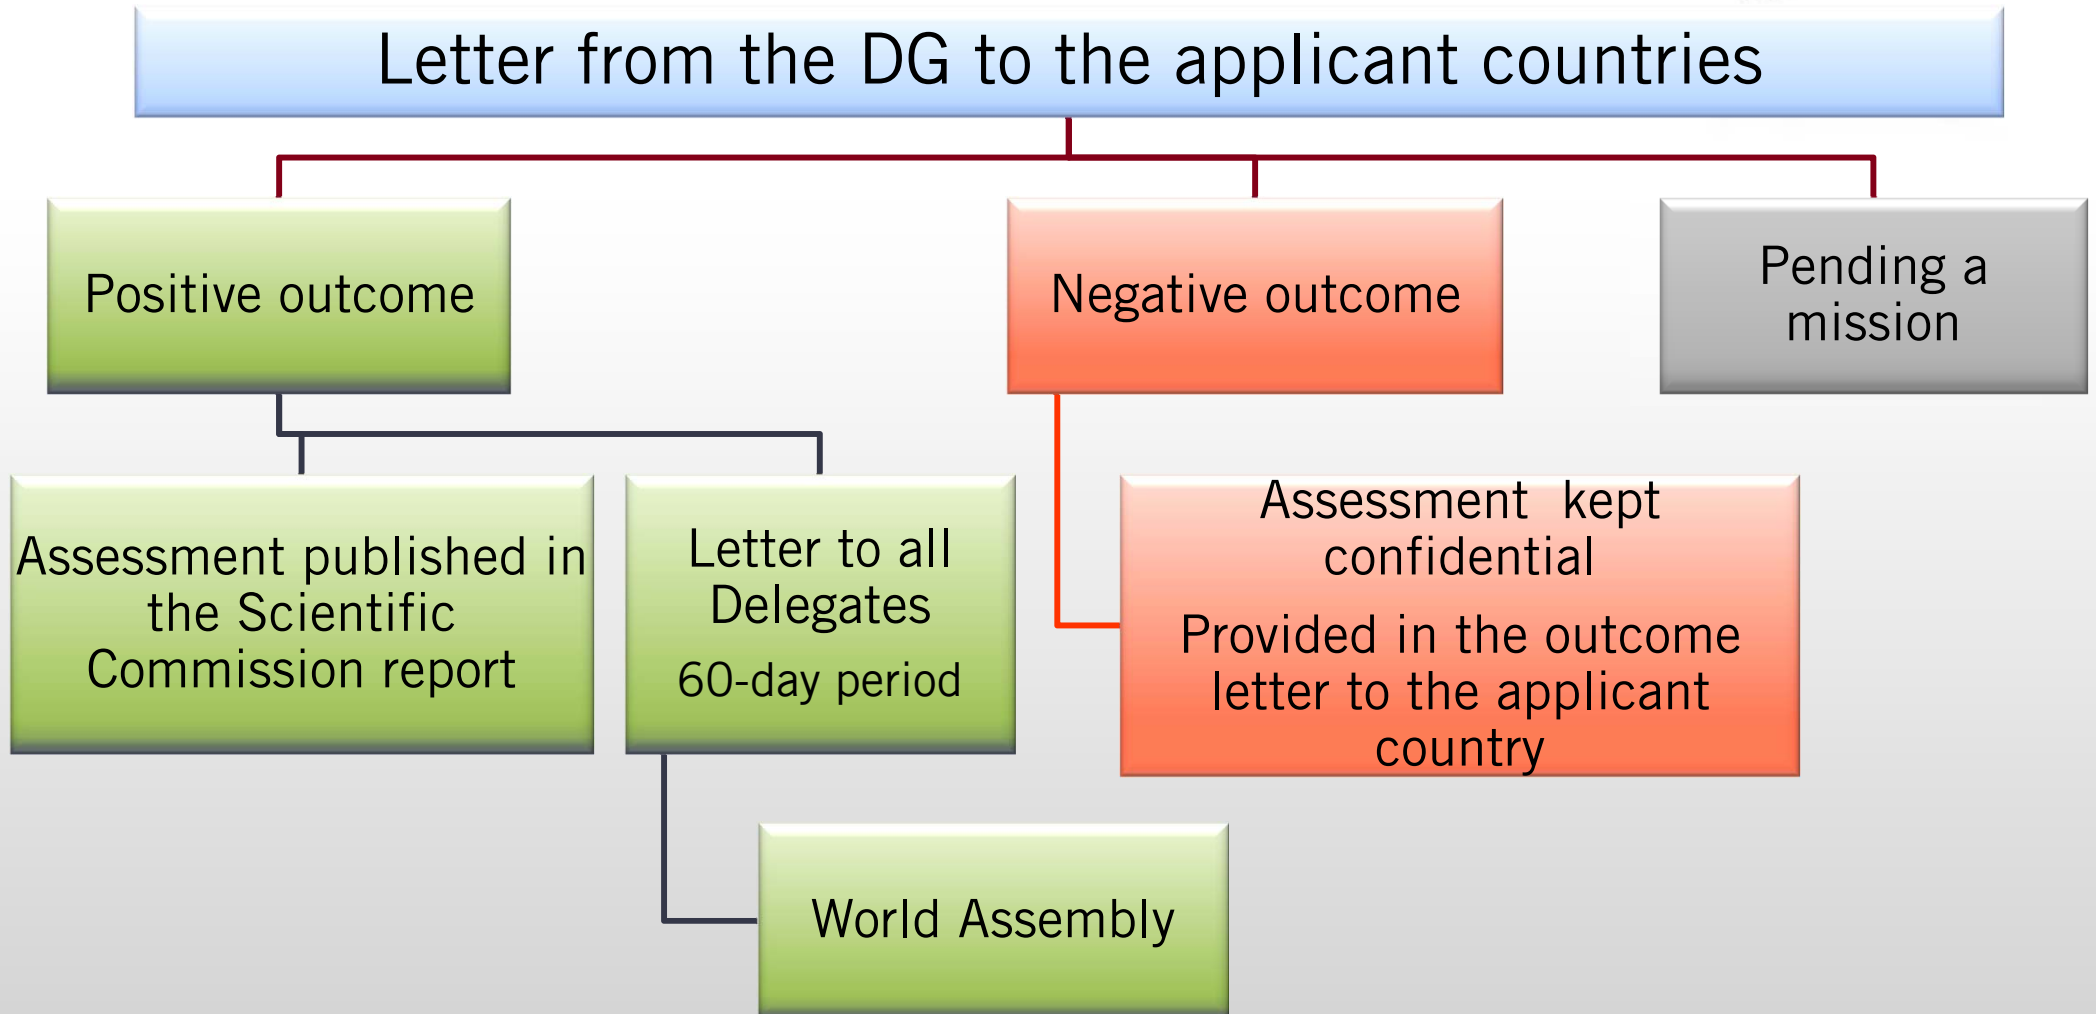 Letter from the DG to the applicant countries
Positive outcome
Negative outcome
Pending a
mission
Assessment published in
the Scientific
Commission report
Letter to all
Delegates
60-day period
Assessment  kept
confidential
Provided in the outcome
letter to the applicant
country
World Assembly